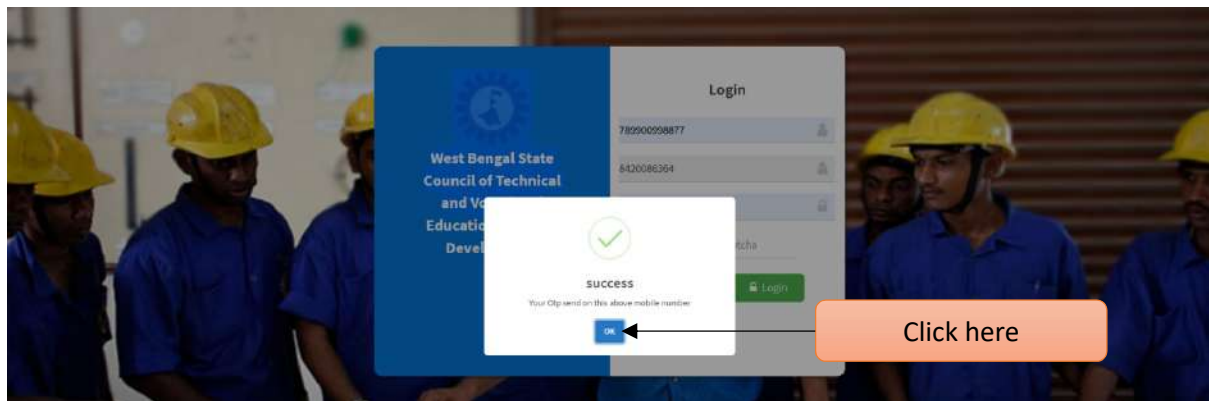 Login
789900998877
8420086364
West Bengal State
Council of Technical
and Vo
Educatio
Devel
tcha
Login
success
Your Otp send on this above mobile number
OK
Click here